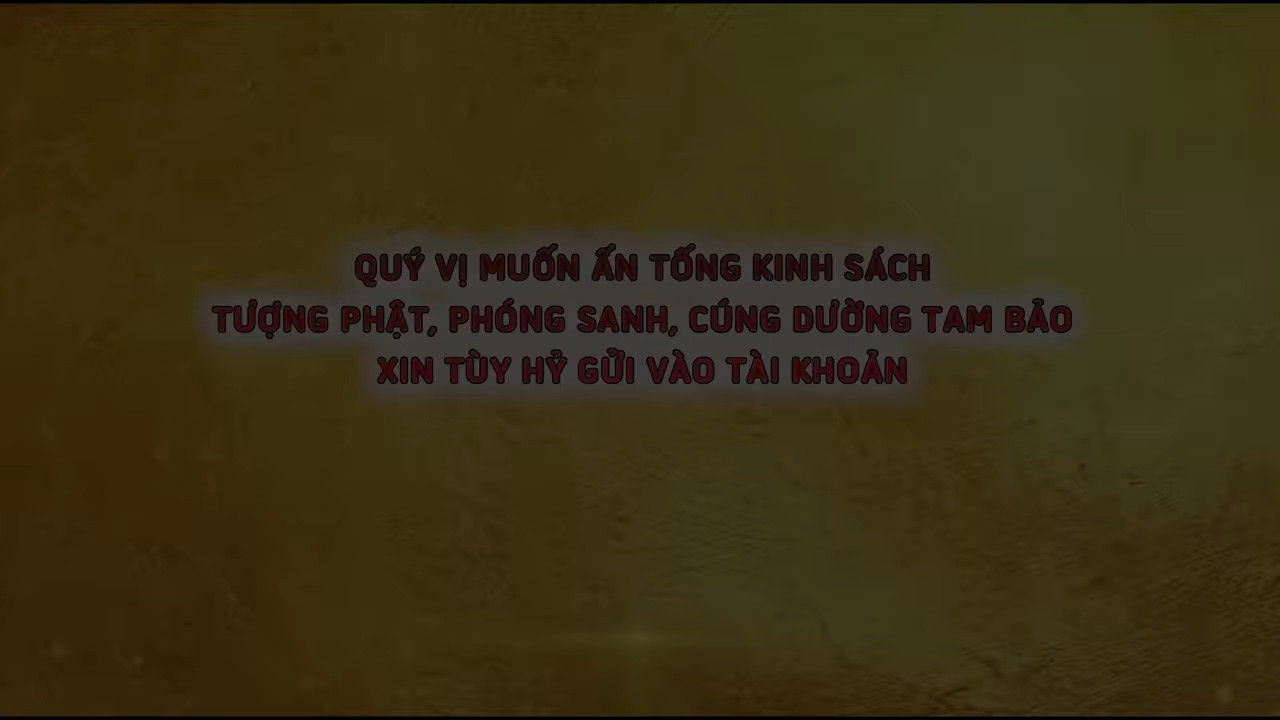 QUÝ VỊ MUỐN ẤN TỐNG KINH SÁCH
TƯỢNG PHẬT, PHÓNG SANH, CÚNG DƯỜNG TAM BẢO
XIN TÙY HỶ GỬI VÀO TÀI KHOẢN